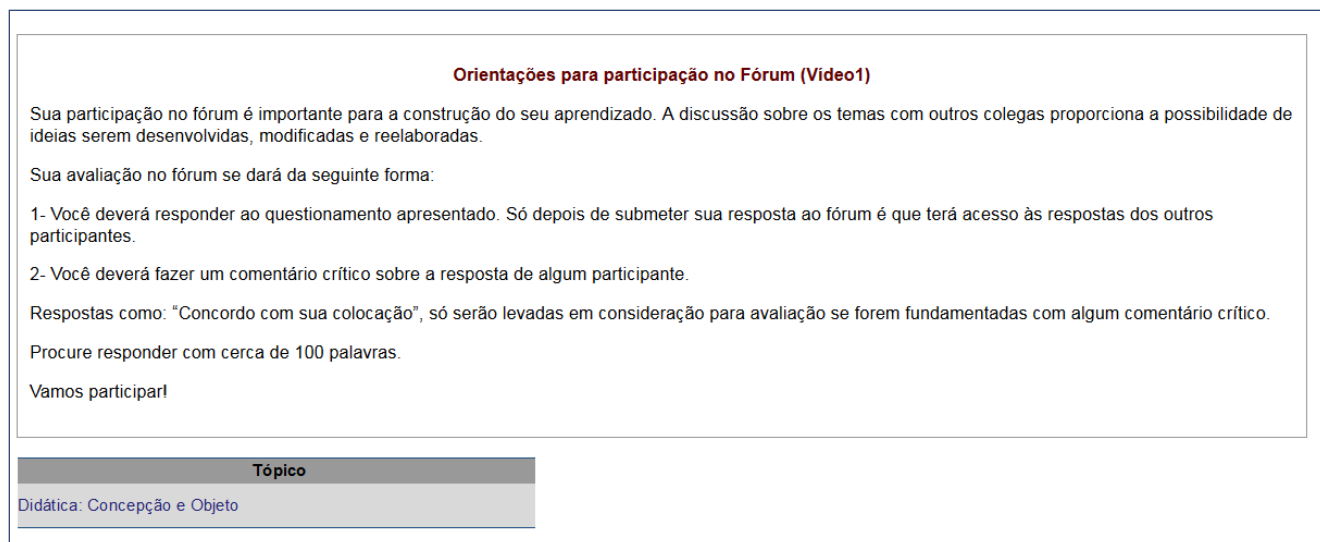 Orientações para participação no Fórum (Vídeo1)
Sua participação no fórum é importante para a construção do seu aprendizado. A discussão sobre os temas com outros colegas proporciona a possibilidade de
ideias serem desenvolvidas, modificadas e reelaboradas.
Sua avaliação no fórum se dará da seguinte forma:
1- Você deverá responder ao questionamento apresentado. Só depois de submeter sua resposta ao fórum é que terá acesso às respostas dos outros
participantes.
2- Você deverá fazer um comentário crítico sobre a resposta de algum participante.
Respostas como: “Concordo com sua colocação”, só serão levadas em consideração para avaliação se forem fundamentadas com algum comentário crítico.
Procure responder com cerca de 100 palavras.
Vamos participar!
Tópico
Didática: Concepção e Objeto